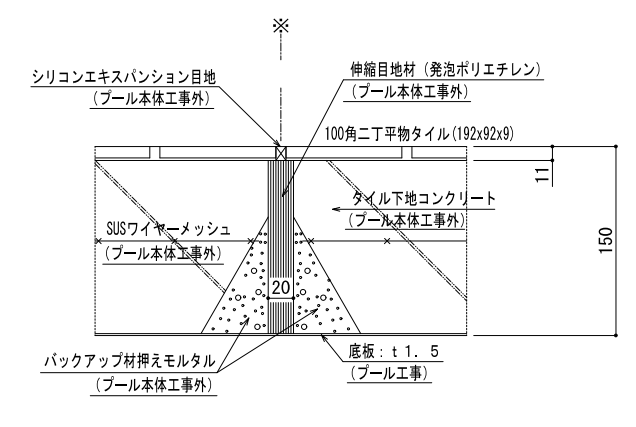 ※
シリコンエキスパンション目地
(プール本体工事外)
伸縮目地材 (発泡ポリエチレン)
(プール本体工事外)
100角二丁平物タイル(192x92x9)
11
タイル下地コンクリート
(プール本体工事外)
SUSワイヤーメッシュ
(プール本体工事外)
150
20
バックアップ材押えモルタル
(プール本体工事外)
底板：ｔ１．５
(プール工事)